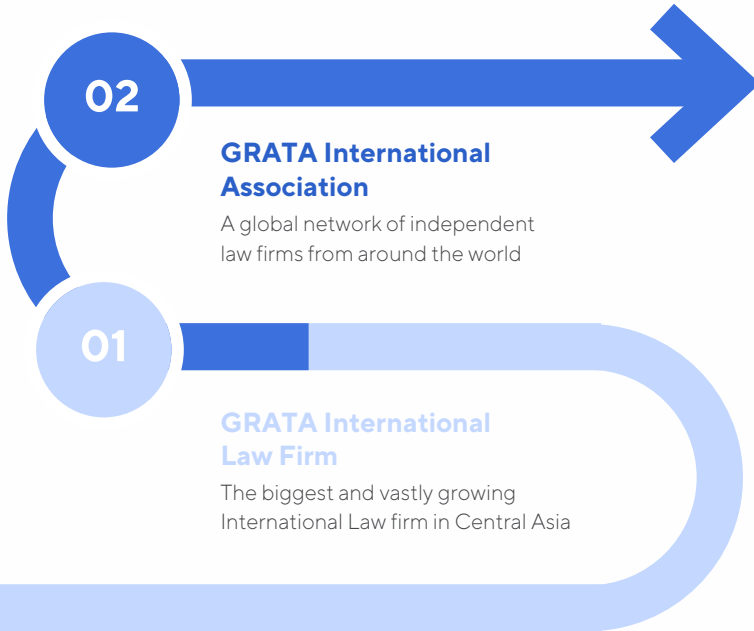 02
GRATA International
Association
A global network of independent
law firms from around the world
01
GRATA International
Law Firm
The biggest and vastly growing
International Law firm in Central Asia